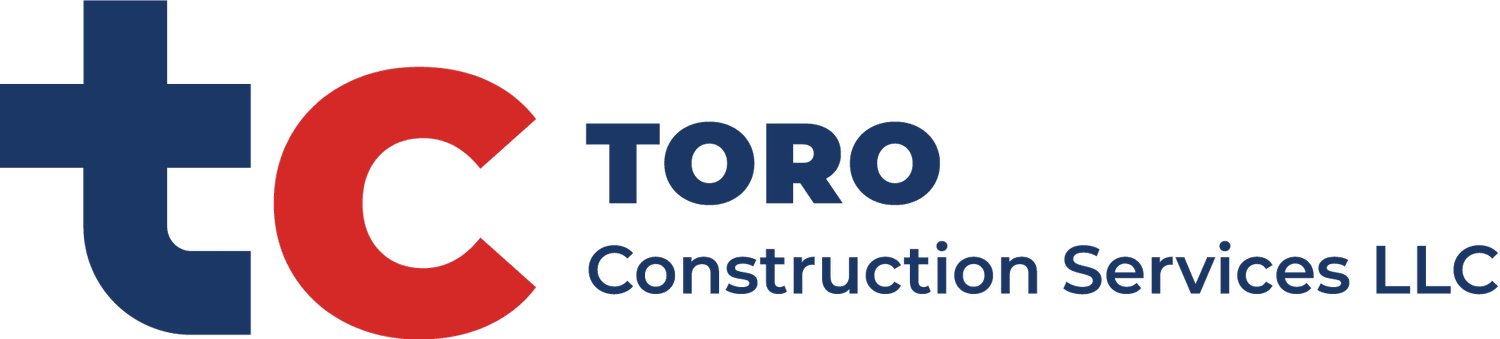 tc
TORO
Construction Services LLC